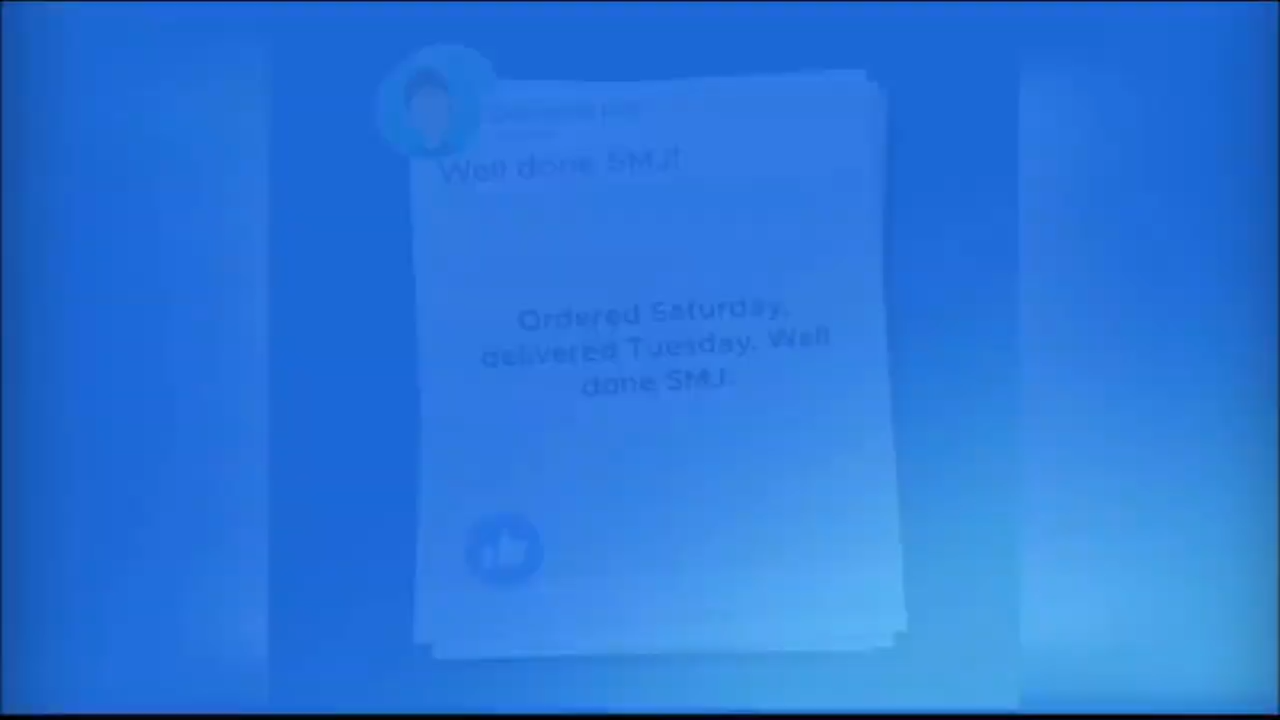 Well done SMJ!
Ordered Saturday,
delivered Tuesday. Well
done SMJ.